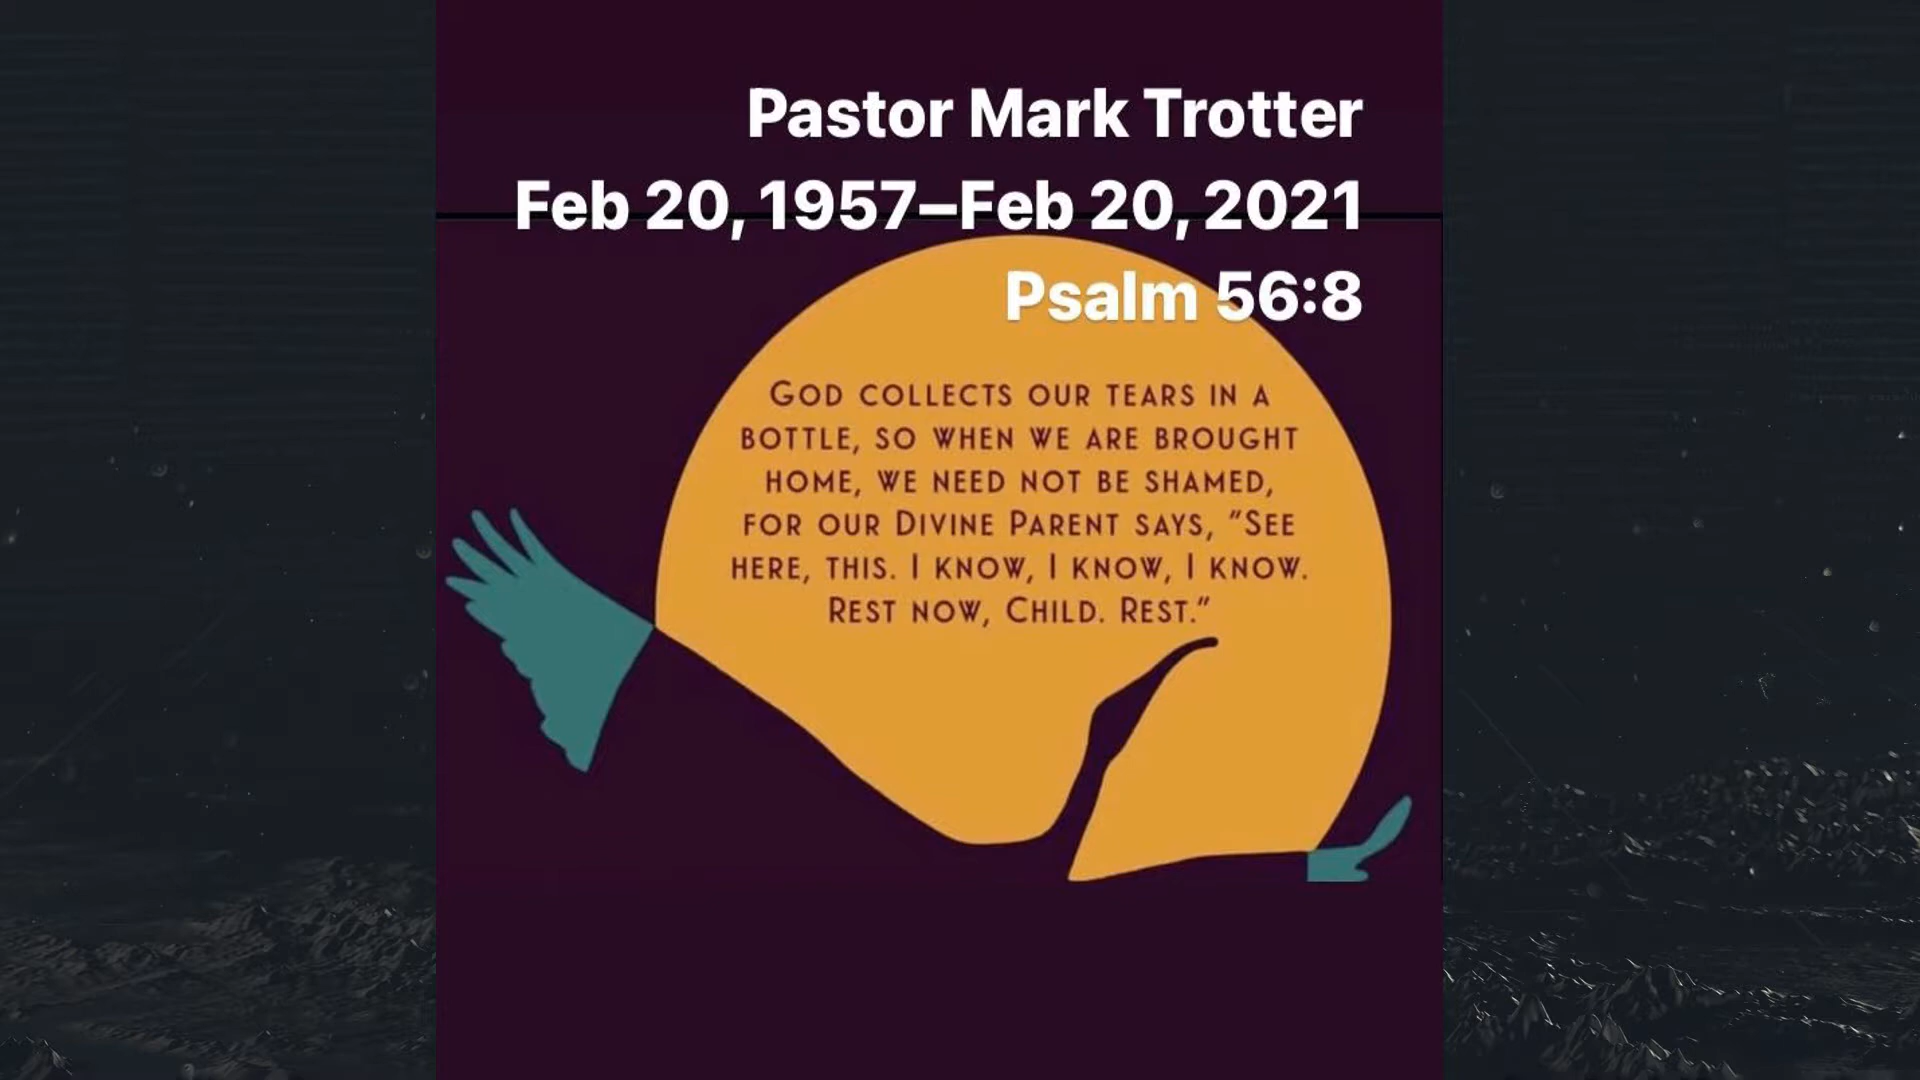 Pastor Mark Trotter
Feb 20, 1957–Feb 20, 2021
Psalm 56:8
God collects our tears in a
bottle, so when we are brought
home, we need not be shamed,
for our Divine Parent says, "See
here, this. I know, I know, I know.
Rest now, Child. Rest."